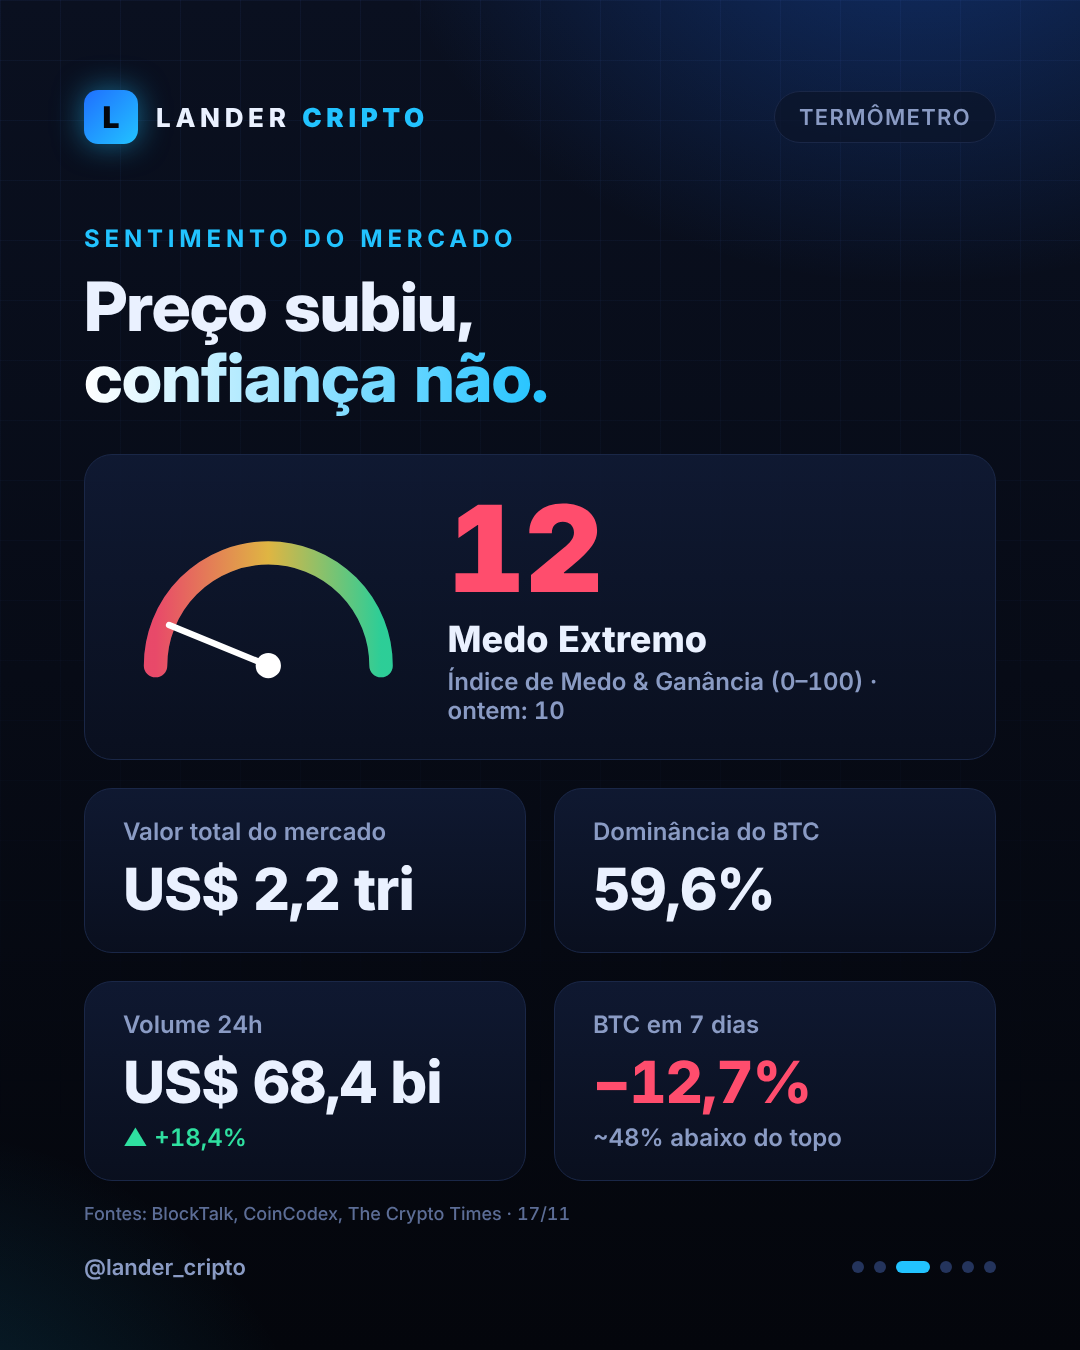 L LANDER CRIPTO
TERMÔMETRO
SENTIMENTO DO MERCADO
Preço subiu,
confiança não.
12
Medo Extremo
Índice de Medo & Ganância (0–100) ·
ontem: 10
Valor total do mercado
US$ 2,2 tri
Dominância do BTC
59,6%
Volume 24h
US$ 68,4 bi
▲ +18,4%
BTC em 7 dias
−12,7%
~48% abaixo do topo
Fontes: BlockTalk, CoinCodex, The Crypto Times · 17/11
@lander_cripto